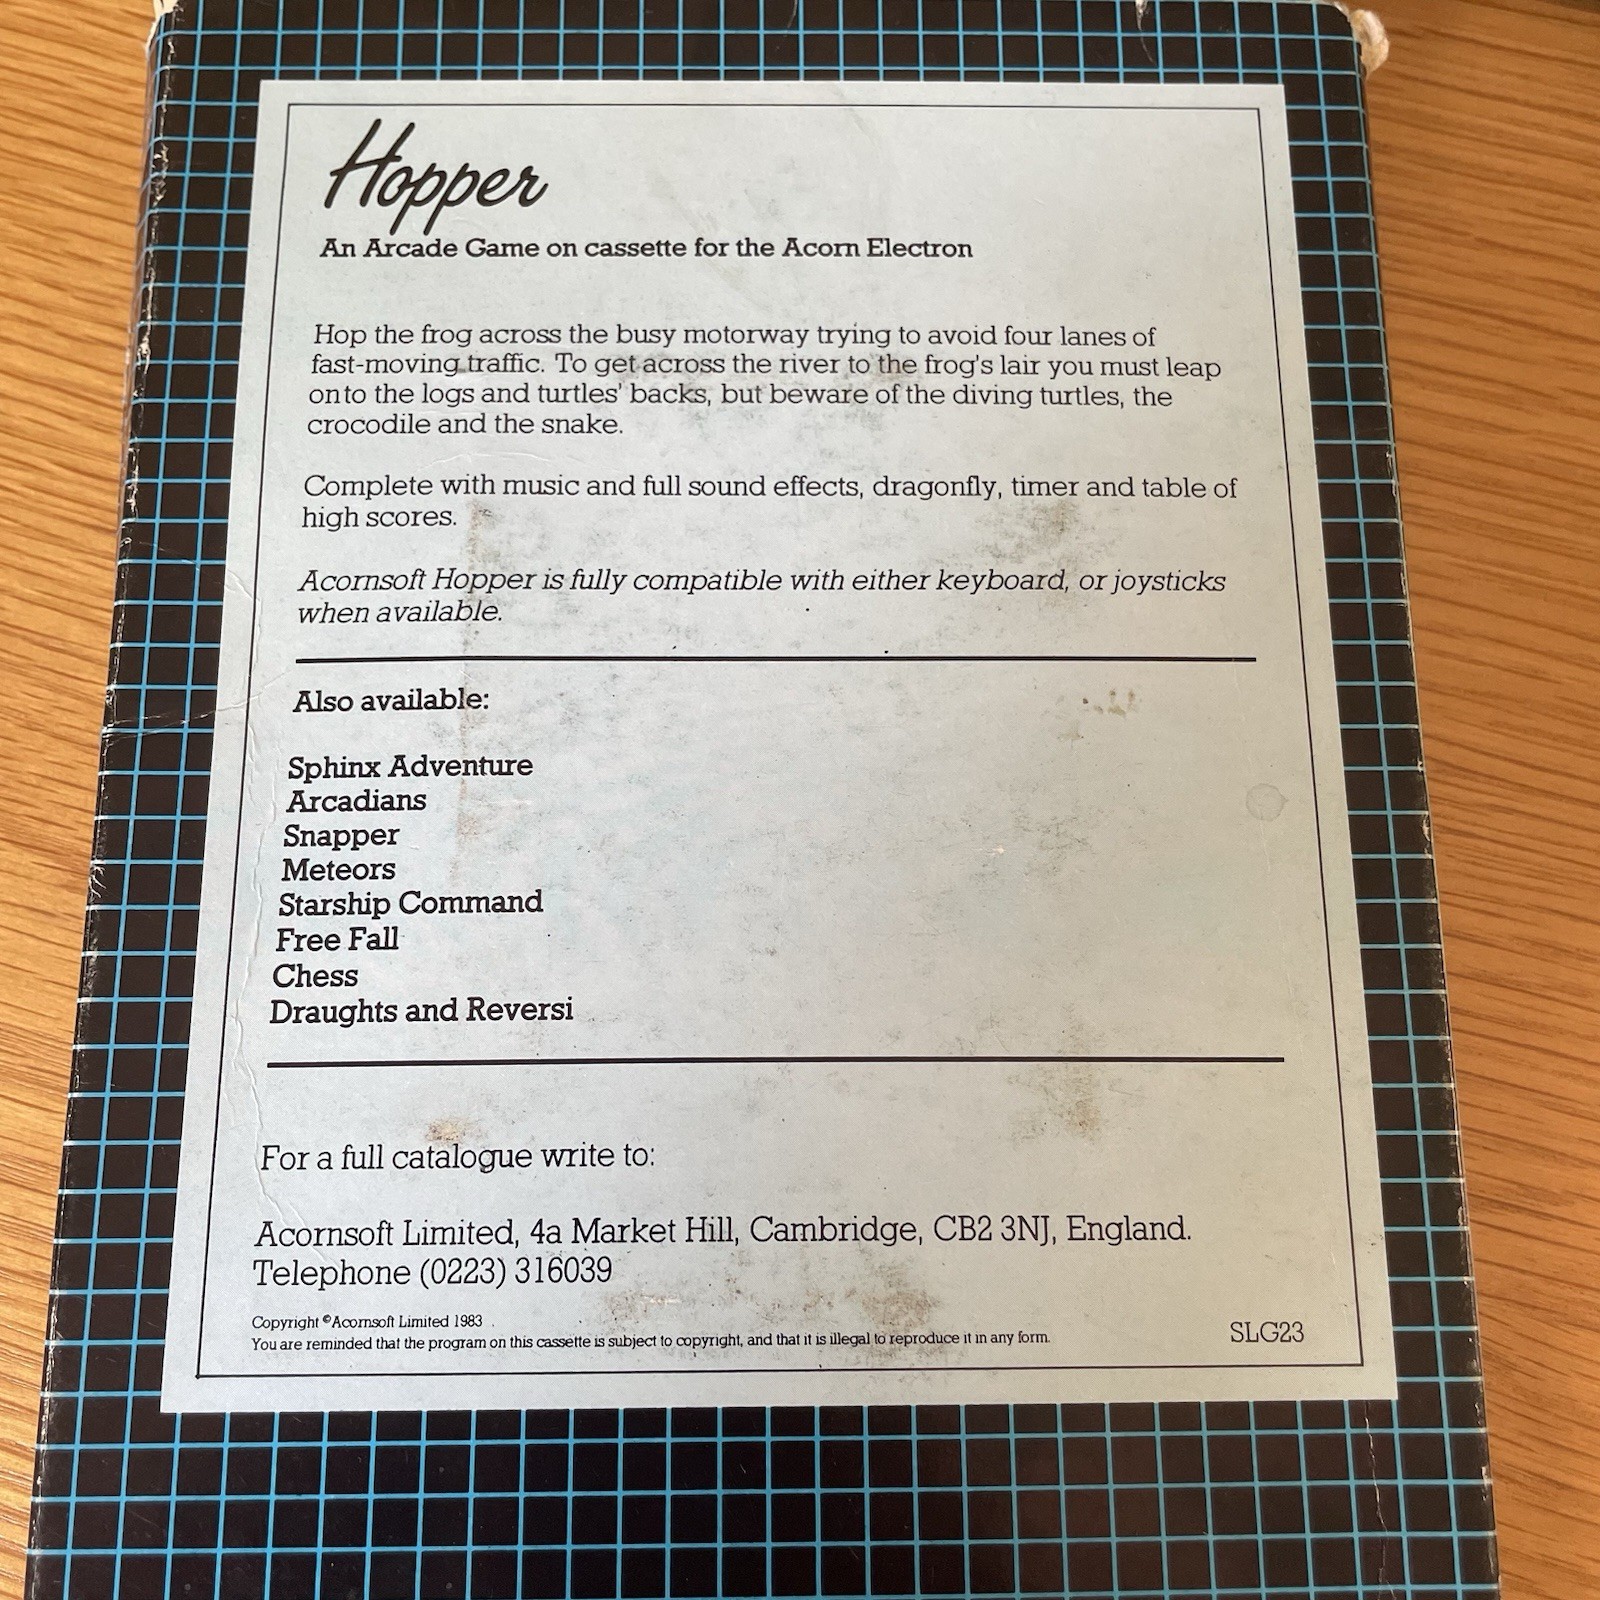 Hopper
An Arcade Game on cassette for the Acorn Electron
Hop the frog across the busy motorway trying to avoid four lanes of
fast-moving traffic. To get across the river to the frog's lair you must leap
onto the logs and turtles' backs, but beware of the diving turtles, the
crocodile and the snake.
Complete with music and full sound effects, dragonfly, timer and table of
high scores.
Acornsoft Hopper is fully compatible with either keyboard, or joysticks
when available.
Also available:
Sphinx Adventure
Arcadians
Snapper
Meteors
Starship Command
Free Fall
Chess
Draughts and Reversi
For a full catalogue write to:
Acornsoft Limited, 4a Market Hill, Cambridge, CB2 3NJ, England.
Telephone (0223) 316039
Copyright ©Acornsoft Limited 1983
You are reminded that the program on this cassette is subject to copyright, and that it is illegal to reproduce it in any form.
SLG23